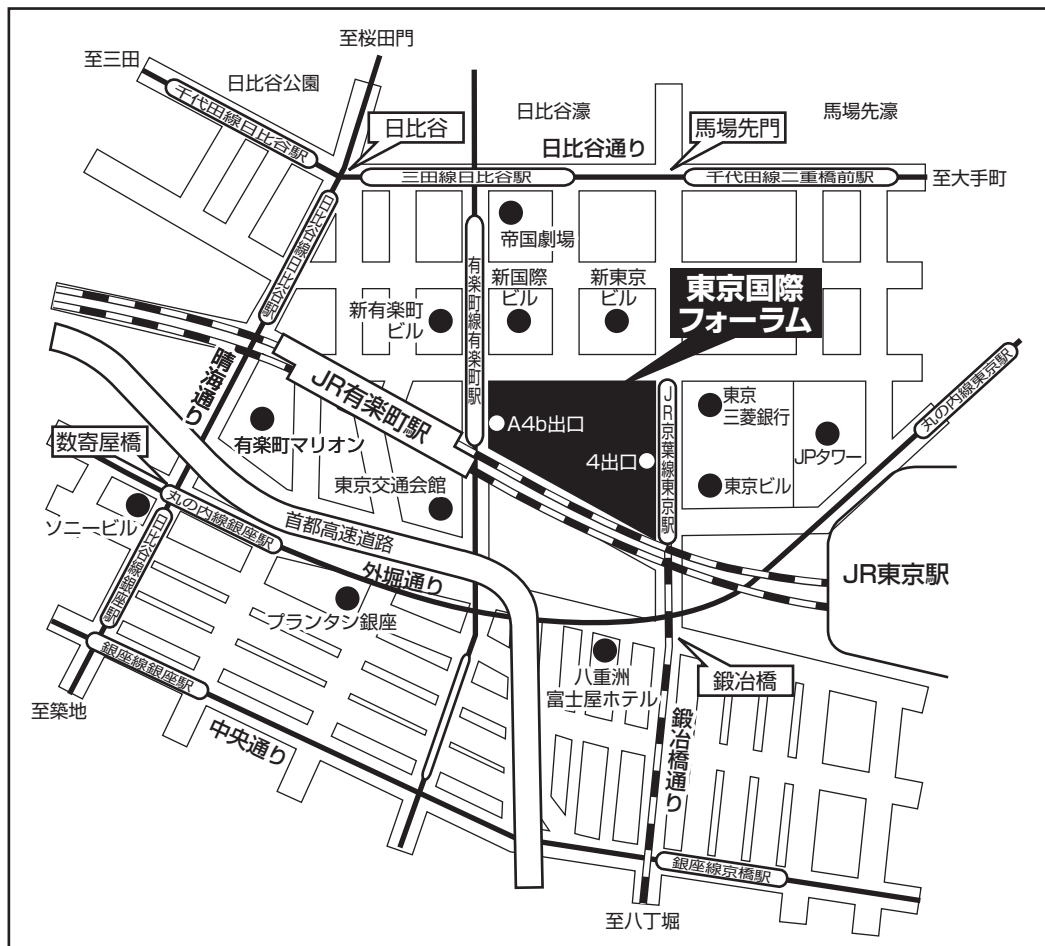 至桜田門
至三田
日比谷公園
日比谷濠
馬場先濠
千代田線日比谷駅
日比谷
馬場先門
日比谷通り
三田線日比谷駅
千代田線二重橋前駅
至大手町
日比谷線日比谷駅
帝国劇場
有楽町線有楽町駅
新国際
ビル
新東京
ビル
東京国際
フォーラム
新有楽町
ビル
晴海通り
JR有楽町駅
丸の内線東京駅
JR京葉線東京駅
A4b出口
4出口
東京
三菱銀行
JPタワー
東京ビル
有楽町マリオン
数寄屋橋
東京交通会館
ソニービル
丸の内線銀座駅
首都高速道路
外堀通り
日比谷線銀座駅
プランタン銀座
JR東京駅
銀座線銀座駅
八重洲
富士屋ホテル
鍛冶橋
至築地
中央通り
鍛冶橋通り
銀座線京橋駅
至八丁堀